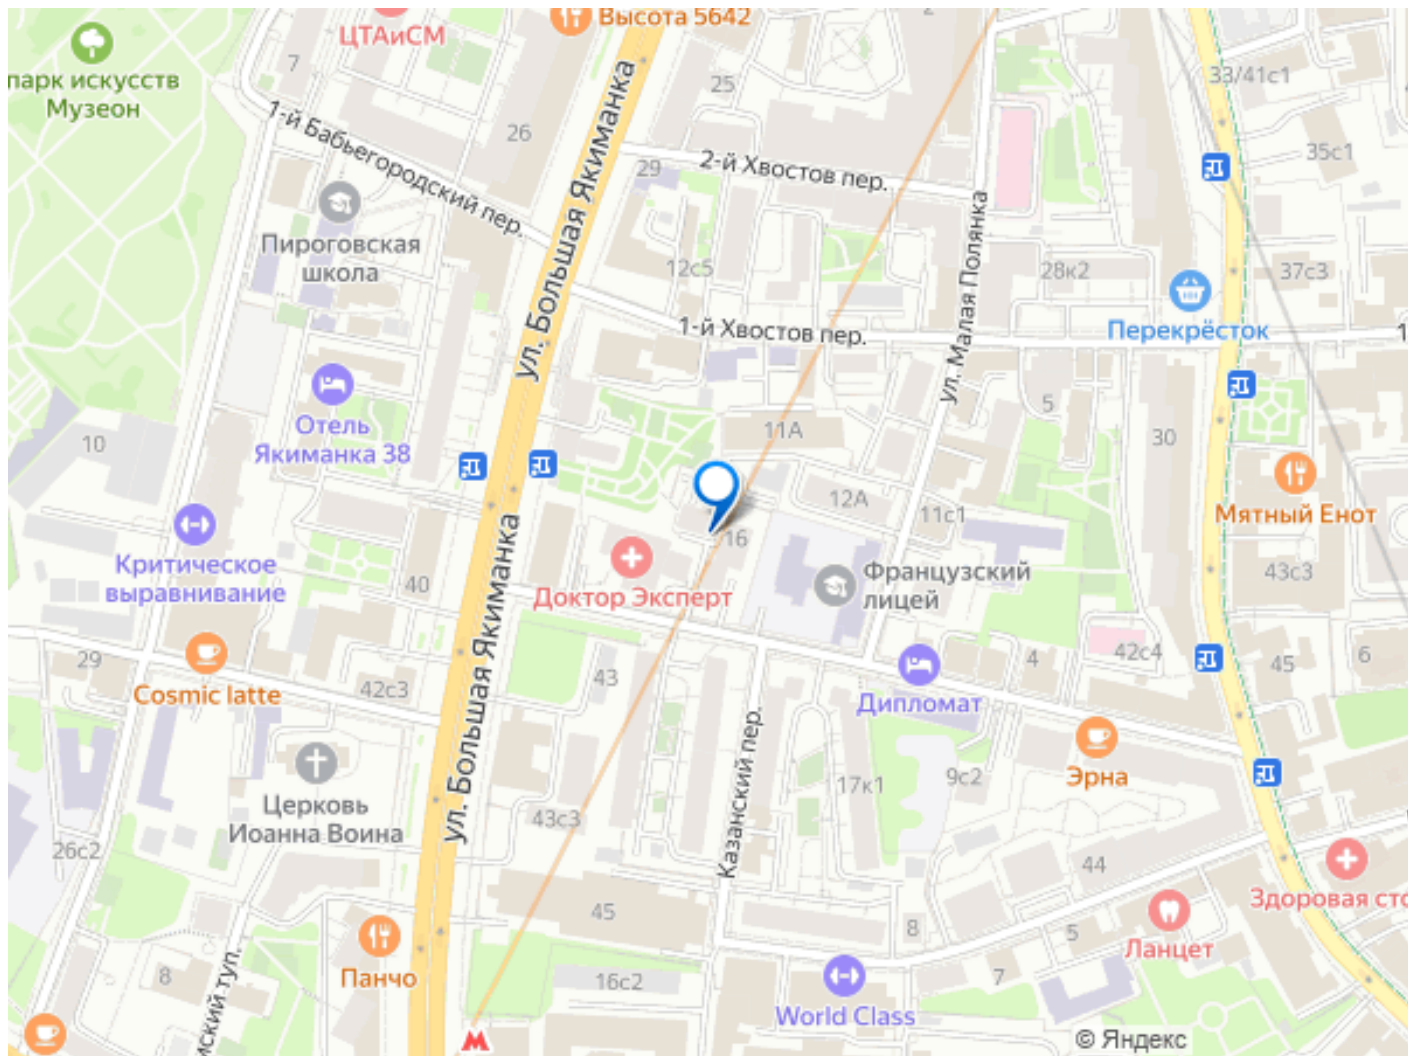 Высота 5642
ЦТАиСМ
2
парк искусств
Музеон
7
25
33/41с1
1-й Бабьегородский пер.
26
ул. Большая Якиманка
2-й Хвостов пер.
29
35с1
Пироговская
школа
12с5
ул. Малая Полянка
28к2
37с3
1-й Хвостов пер.
Перекрёсток
1
Отель
Якиманка 38
10
5
11А
30
12А
11с1
Мятный Енот
16
Критическое
выравнивание
40
ул. Большая Якиманка
Доктор Эксперт
Французский
лицей
43с3
29
Cosmic latte
42с3
43
4
42с4
45
6
Дипломат
Казанский пер.
Эрна
9с2
17к1
Церковь
Иоанна Воина
43с3
26с2
44
Здоровая сто
45
8
5
Ланцет
Панчо
8
16с2
7
World Class
нский туп.
М
© Яндекс